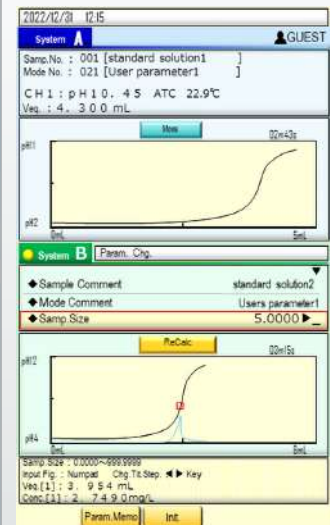 2022/12/31 12:15
System A GUEST
Samp.No. : 001 [standard solution1 ]
Mode No. : 021 [User parameter1 ]
CH1 : pH10. 45 ATC 22.9℃
Veq. : 4. 300 mL
Mem. 02m43s
pH11
pH2
0mL 5mL
System B Param. Chg.
◆Sample Comment standard solution2
◆Mode Comment Users parameter1
◆Samp.Size 5.0000▶_
ReCalc. 02m15s
pH12
pH4
0mL 6mL
Samp.Size : 0.0000~999.9999
Input Fig. : Numpad Chg.Tit.Step. ◀▶ Key
Veq.[1] : 3. 954 mL
Conc.[1] : 2. 7490mg/L
Param.Memo Init.